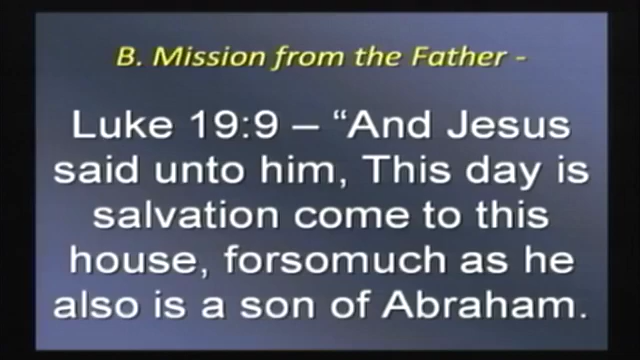 B. Mission from the Father -
Luke 19:9 – “And Jesus
said unto him, This day is
salvation come to this
house, forsomuch as he
also is a son of Abraham.